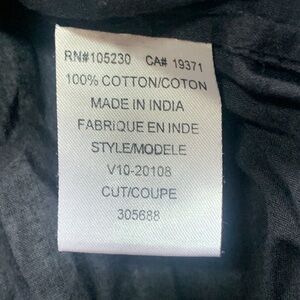 RN#105230 CA# 19371
100% COTTON/COTON
MADE IN INDIA
FABRIQUE EN INDE
STYLE/MODELE
V10-20108
CUT/COUPE
305688